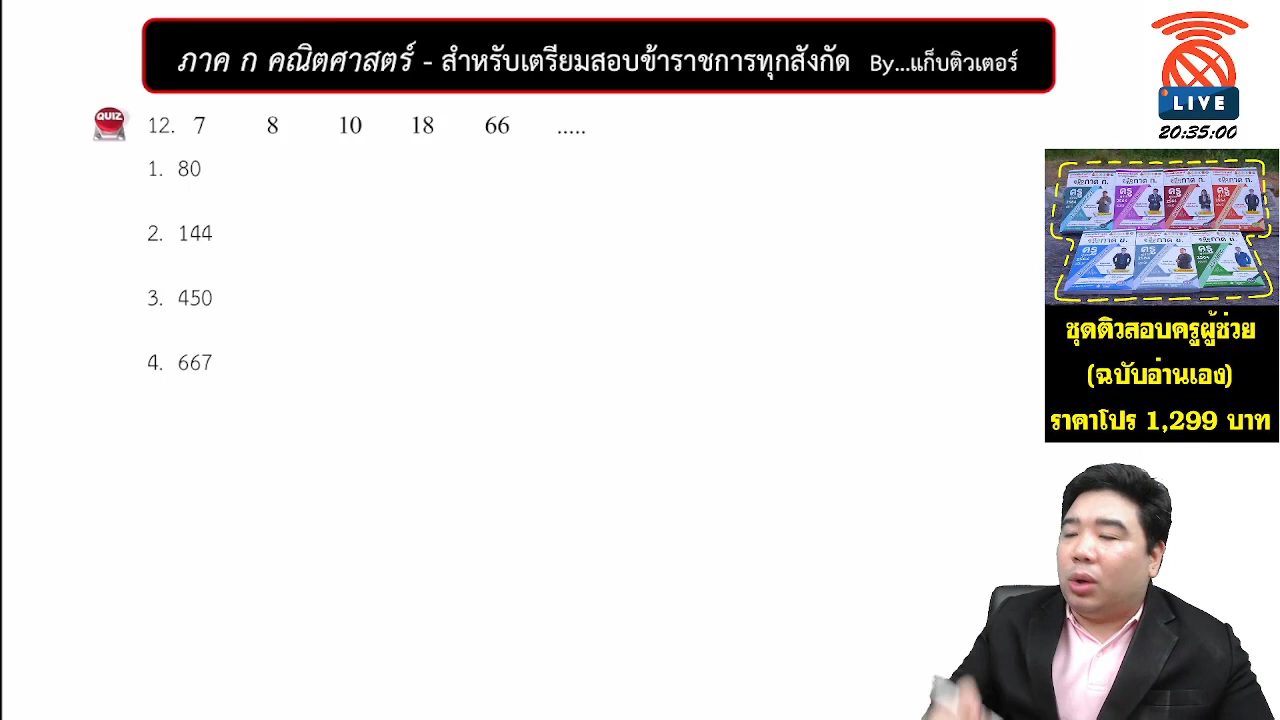 ภาค ก คณิตศาสตร์ - สำหรับเตรียมสอบข้าราชการทุกสังกัด By...แก็บติวเตอร์
LIVE
20:35:00
QUIZ
12. 7 8 10 18 66 .....
1. 80
2. 144
3. 450
4. 667
ชุดติวสอบครูผู้ช่วย
(ฉบับอ่านเอง)
ราคาโปร 1,299 บาท